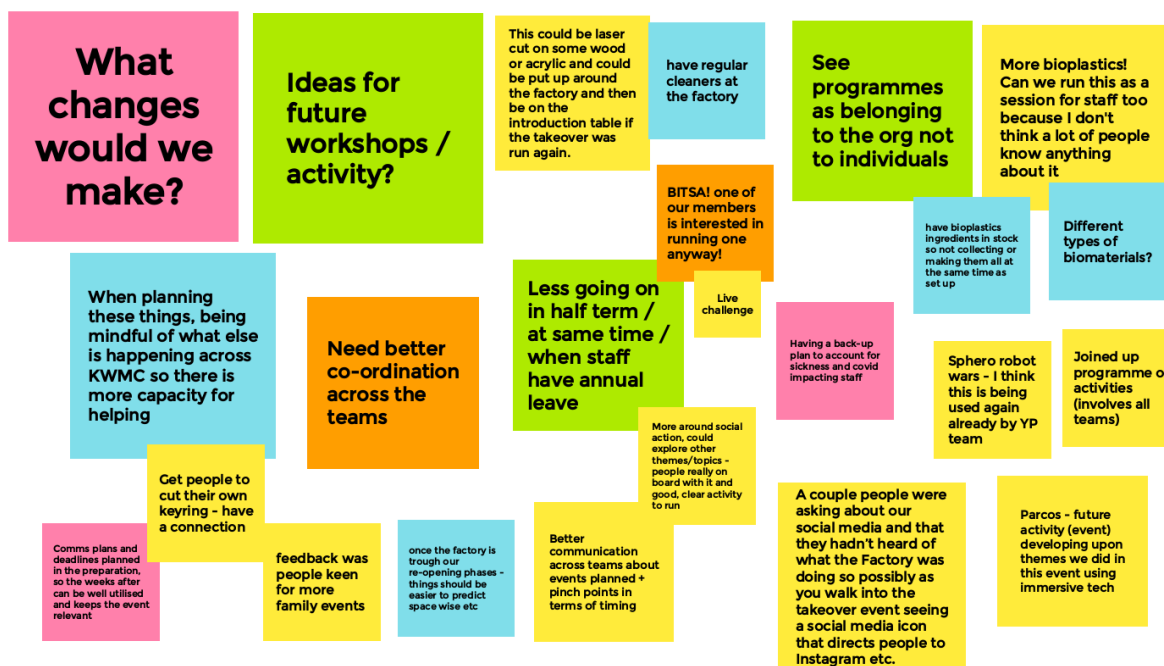 What
changes
would we
make?
Ideas for
future
workshops /
activity?
This could be laser
cut on some wood
or acrylic and could
be put up around
the factory and then
be on the
introduction table if
the takeover was
run again.
have regular
cleaners at
the factory
See
programmes
as belonging
to the org not
to individuals
More bioplastics!
Can we run this as a
session for staff too
because I don't
think a lot of people
know anything
about it
BITSA! one of
our members
is interested in
running one
anyway!
have bioplastics
ingredients in stock
so not collecting or
making them all at
the same time as
set up
Different
types of
biomaterials?
When planning
these things, being
mindful of what else
is happening across
KWMC so there is
more capacity for
helping
Need better
co-ordination
across the
teams
Less going on
in half term /
at same time /
when staff
have annual
leave
Live
challenge
Having a back-up
plan to account for
sickness and covid
impacting staff
Sphero robot
wars - I think
this is being
used again
already by YP
team
Joined up
programme o
activities
(involves all
teams)
More around social
action, could
explore other
themes/topics -
people really on
board with it and
good, clear activity
to run
Get people to
cut their own
keyring - have
a connection
Comms plans and
deadlines planned
in the preparation,
so the weeks after
can be well utilised
and keeps the event
relevant
feedback was
people keen
for more
family events
once the factory is
trough our
re-opening phases -
things should be
easier to predict
space wise etc
Better
communication
across teams about
events planned +
pinch points in
terms of timing
A couple people were
asking about our
social media and that
they hadn't heard of
what the Factory was
doing so possibly as
you walk into the
takeover event seeing
a social media icon
that directs people to
Instagram etc.
Parcos - future
activity (event)
developing upon
themes we did in
this event using
immersive tech